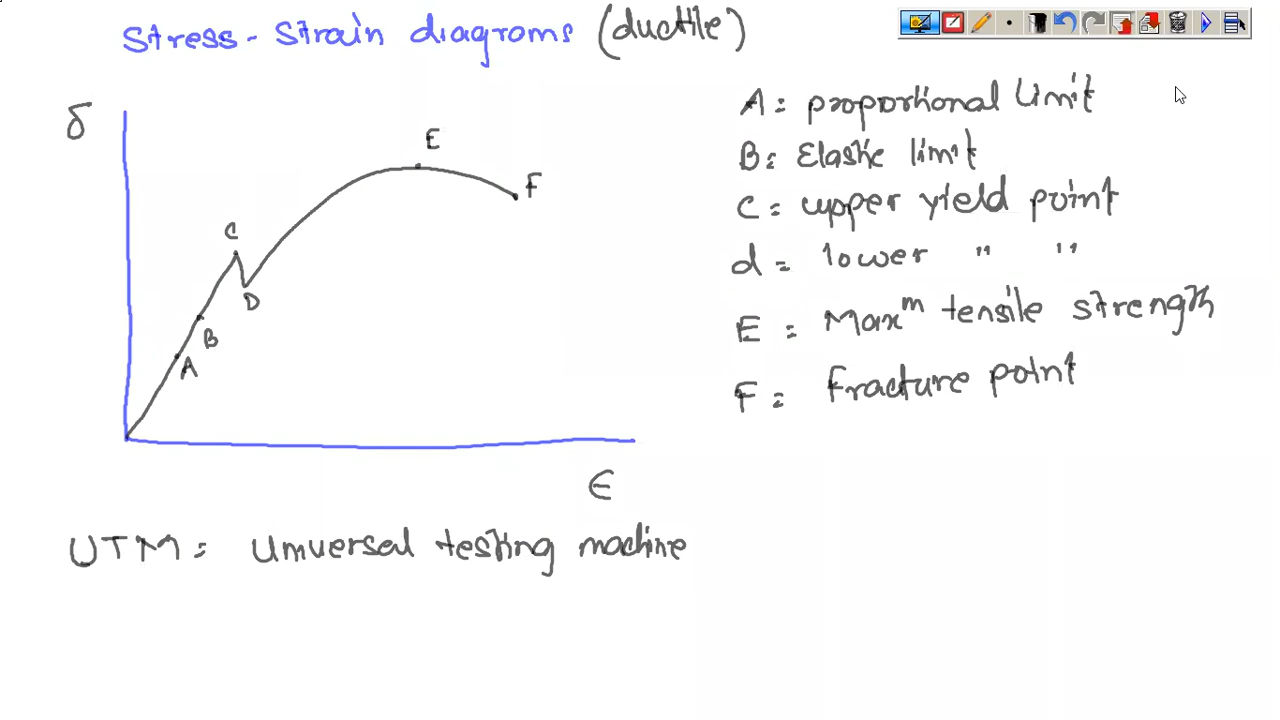 Stress - Strain diagrams (ductile)
δ
E
F
C
D
B
A
ϵ
A = proportional limit
B = Elastic limit
C = upper yield point
d = lower " "
E = Maxᵐ tensile strength
F = Fracture point
UTM = Unversal testing machine